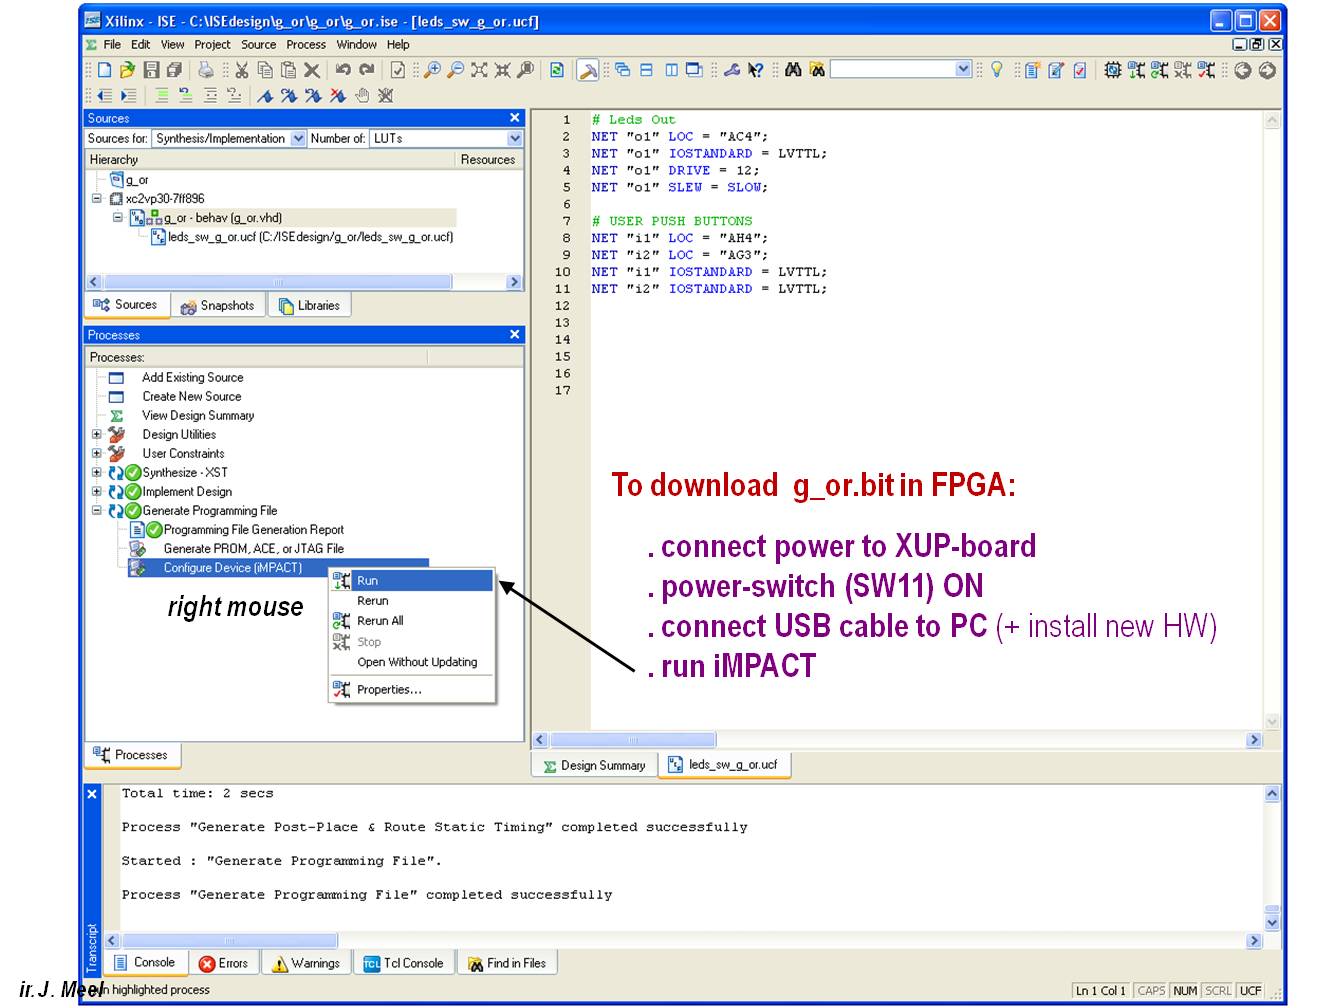 Xilinx - ISE - C:\ISEdesign\g_or\g_or\g_or.ise - [leds_sw_g_or.ucf]
File Edit View Project Source Process Window Help
Sources
Sources for: Synthesis/Implementation Number of: LUTs
Hierarchy Resources
g_or
xc2vp30-7ff896
g_or - behav (g_or.vhd)
leds_sw_g_or.ucf (C:/ISEdesign/g_or/leds_sw_g_or.ucf)
Sources Snapshots Libraries
Processes
Processes:
Add Existing Source
Create New Source
View Design Summary
Design Utilities
User Constraints
Synthesize - XST
Implement Design
Generate Programming File
Programming File Generation Report
Generate PROM, ACE, or JTAG File
Configure Device (iMPACT)
right mouse
Run
Rerun
Rerun All
Stop
Open Without Updating
Properties...
Processes
1 # Leds Out
2 NET "o1" LOC = "AC4";
3 NET "o1" IOSTANDARD = LVTTL;
4 NET "o1" DRIVE = 12;
5 NET "o1" SLEW = SLOW;
6
7 # USER PUSH BUTTONS
8 NET "i1" LOC = "AH4";
9 NET "i2" LOC = "AG3";
10 NET "i1" IOSTANDARD = LVTTL;
11 NET "i2" IOSTANDARD = LVTTL;
12
13
14
15
16
17
To download g_or.bit in FPGA:
. connect power to XUP-board
. power-switch (SW11) ON
. connect USB cable to PC (+ install new HW)
. run iMPACT
Design Summary leds_sw_g_or.ucf
Total time: 2 secs
Process "Generate Post-Place & Route Static Timing" completed successfully
Started : "Generate Programming File".
Process "Generate Programming File" completed successfully
Transcript
Console Errors Warnings TCL Tcl Console Find in Files
ir. J. Meel
highlighted process
Ln 1 Col 1 CAPS NUM SCRL UCF